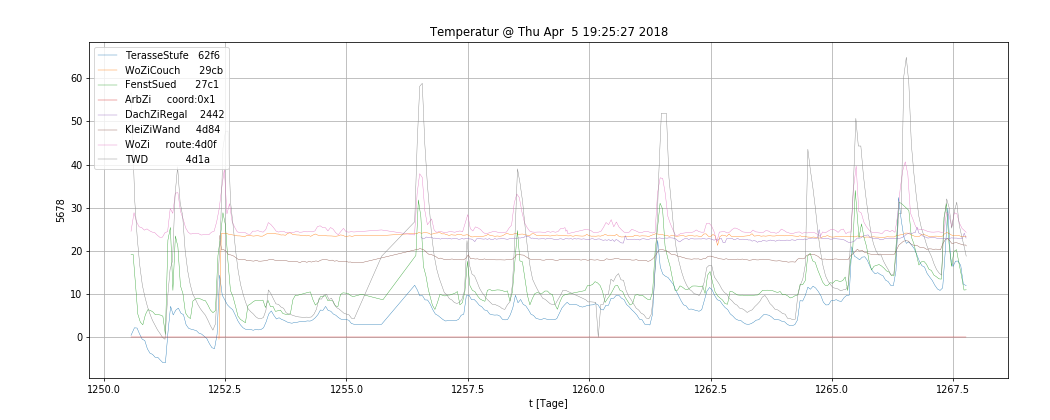 Temperatur @ Thu Apr  5 19:25:27 2018
TerasseStufe 62f6
WoZiCouch 29cb
FenstSued 27c1
ArbZi coord:0x1
DachZiRegal 2442
KleiZiWand 4d84
WoZi route:4d0f
TWD 4d1a
60
50
40
30
20
10
0
5678
1250.0 1252.5 1255.0 1257.5 1260.0 1262.5 1265.0 1267.5
t [Tage]